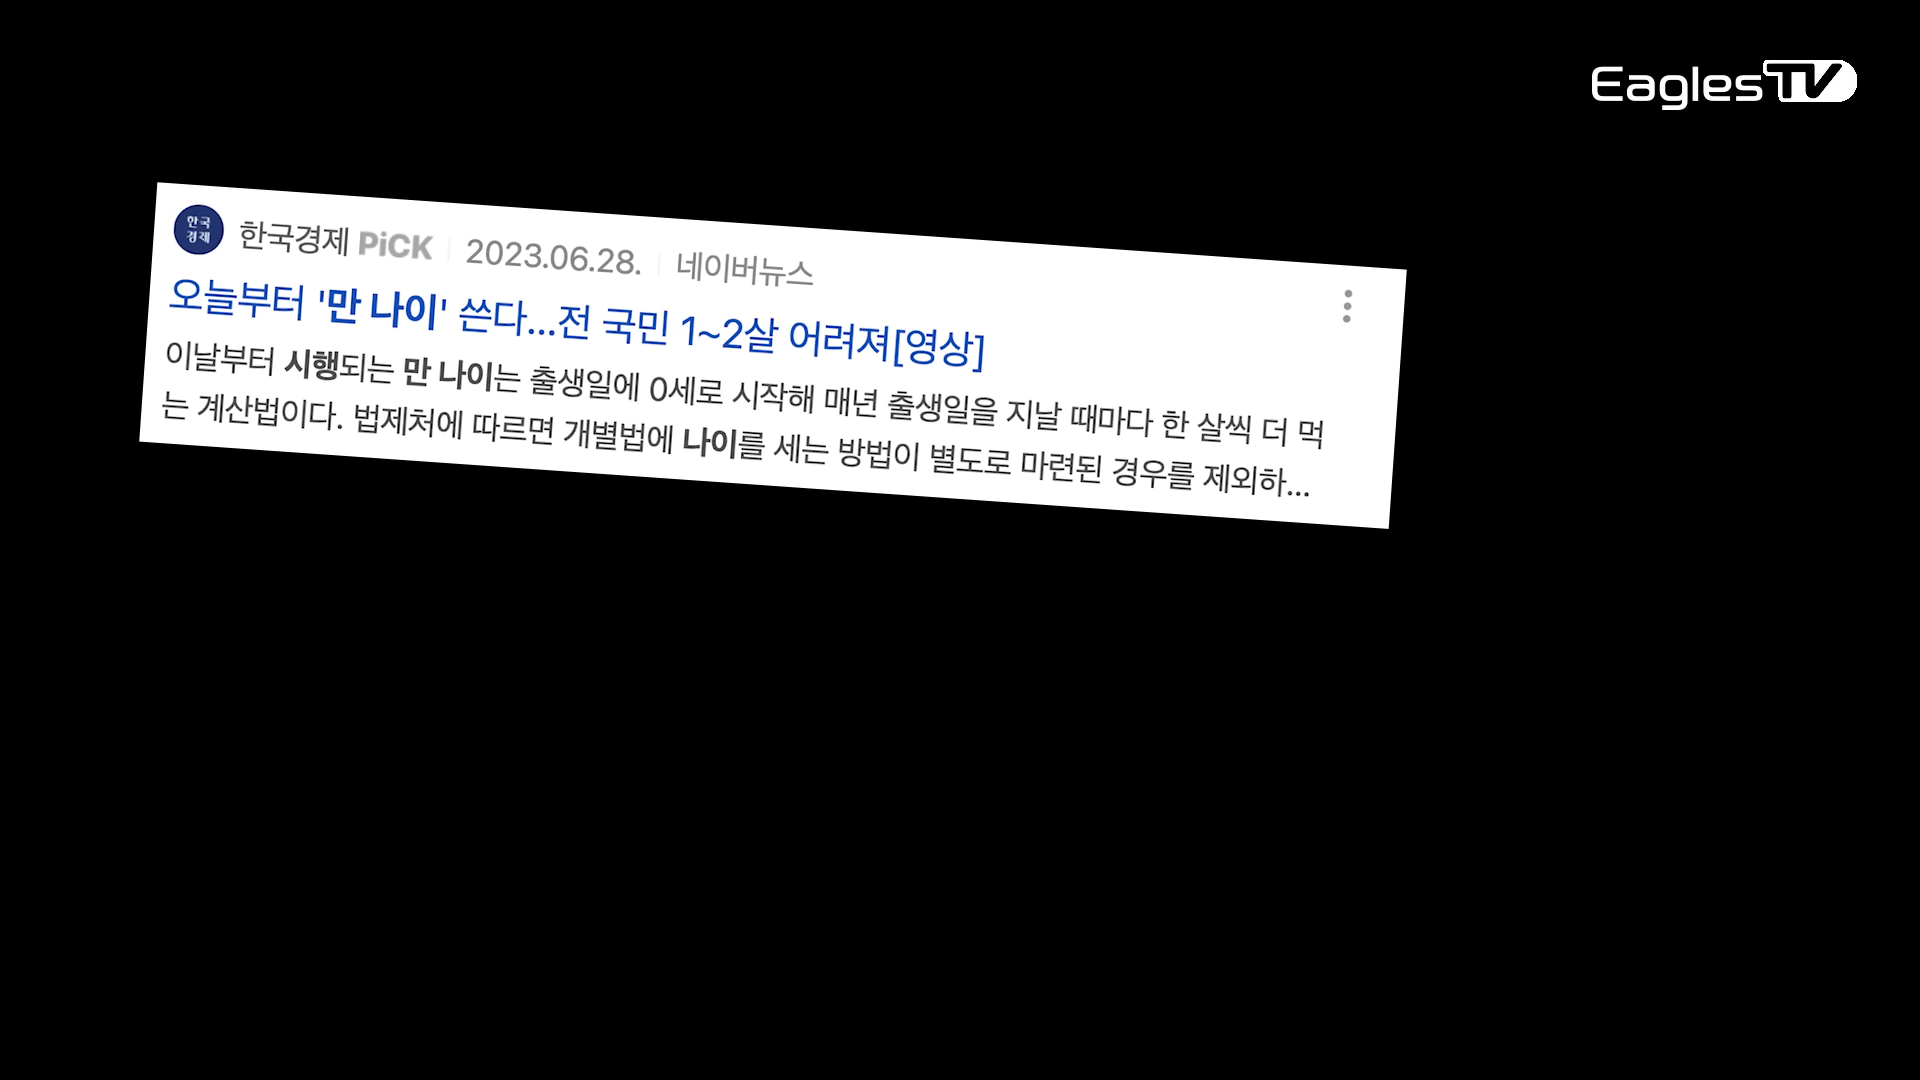 EaglesTV
한국경제
한국경제 PiCK 2023.06.28. 네이버뉴스
오늘부터 '만 나이' 쓴다...전 국민 1~2살 어려져[영상]
이날부터 시행되는 만 나이는 출생일에 0세로 시작해 매년 출생일을 지날 때마다 한 살씩 더 먹
는 계산법이다. 법제처에 따르면 개별법에 나이를 세는 방법이 별도로 마련된 경우를 제외하...